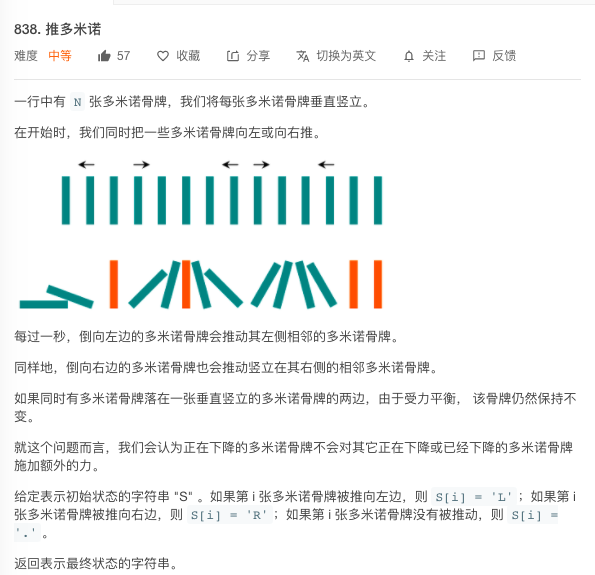 838. 推多米诺
难度 中等 57 收藏 分享 切换为英文 关注 反馈
一行中有 N 张多米诺骨牌，我们将每张多米诺骨牌垂直竖立。
在开始时，我们同时把一些多米诺骨牌向左或向右推。
每过一秒，倒向左边的多米诺骨牌会推动其左侧相邻的多米诺骨牌。
同样地，倒向右边的多米诺骨牌也会推动竖立在其右侧的相邻多米诺骨牌。
如果同时有多米诺骨牌落在一张垂直竖立的多米诺骨牌的两边，由于受力平衡， 该骨牌仍然保持不
变。
就这个问题而言，我们会认为正在下降的多米诺骨牌不会对其它正在下降或已经下降的多米诺骨牌
施加额外的力。
给定表示初始状态的字符串 "S" 。如果第 i 张多米诺骨牌被推向左边，则 S[i] = 'L'；如果第 i
张多米诺骨牌被推向右边，则 S[i] = 'R'；如果第 i 张多米诺骨牌没有被推动，则 S[i] =
'.' 。
返回表示最终状态的字符串。